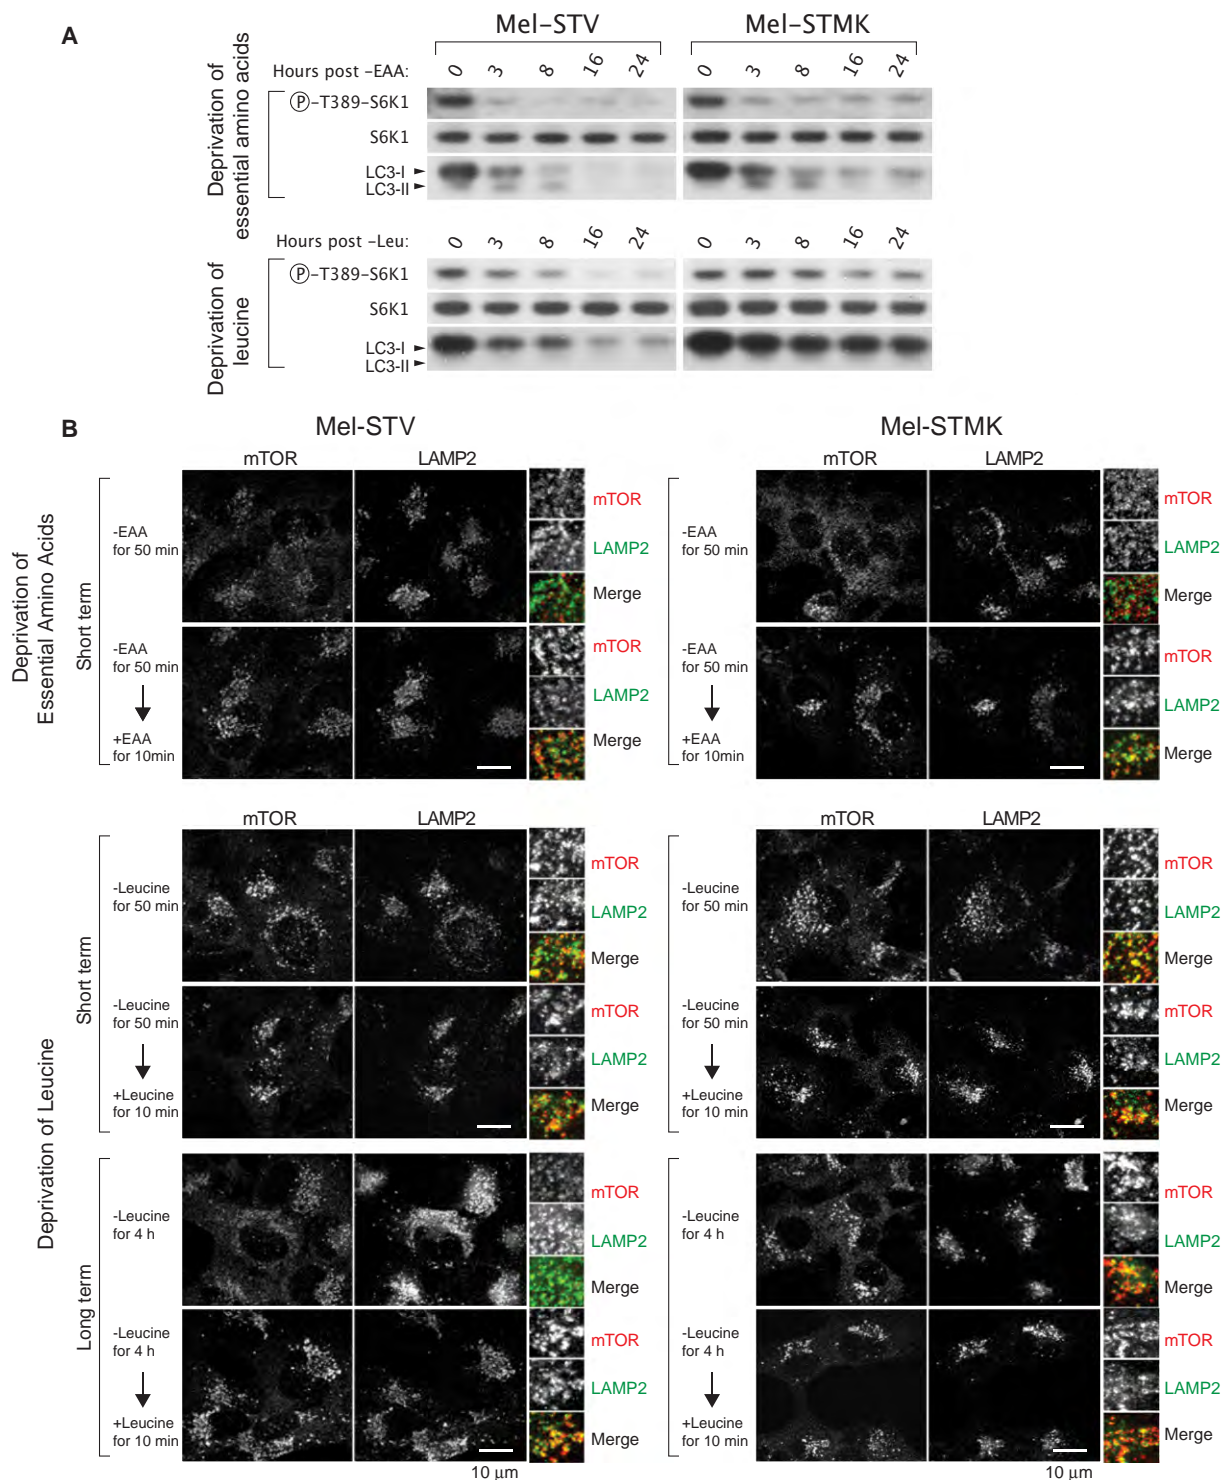 A
Mel–STV
Mel–STMK
Deprivation of
essential amino acids
Hours post –EAA:
0 3 8 16 24
0 3 8 16 24
Ⓟ–T389–S6K1
S6K1
LC3-I
LC3-II
Deprivation of
leucine
Hours post –Leu:
0 3 8 16 24
0 3 8 16 24
Ⓟ–T389–S6K1
S6K1
LC3-I
LC3-II
B
Mel-STV
Mel-STMK
mTOR LAMP2
mTOR LAMP2
Deprivation of
Essential Amino Acids
Short term
-EAA
for 50 min
mTOR
LAMP2
Merge
-EAA
for 50 min
mTOR
LAMP2
Merge
-EAA
for 50 min
+EAA
for 10min
mTOR
LAMP2
Merge
-EAA
for 50 min
+EAA
for 10min
mTOR
LAMP2
Merge
mTOR LAMP2
mTOR LAMP2
Deprivation of Leucine
Short term
-Leucine
for 50 min
mTOR
LAMP2
Merge
-Leucine
for 50 min
mTOR
LAMP2
Merge
-Leucine
for 50 min
+Leucine
for 10 min
mTOR
LAMP2
Merge
-Leucine
for 50 min
+Leucine
for 10 min
mTOR
LAMP2
Merge
Long term
-Leucine
for 4 h
mTOR
LAMP2
Merge
-Leucine
for 4 h
mTOR
LAMP2
Merge
-Leucine
for 4 h
+Leucine
for 10 min
mTOR
LAMP2
Merge
-Leucine
for 4 h
+Leucine
for 10 min
mTOR
LAMP2
Merge
10 µm
10 µm